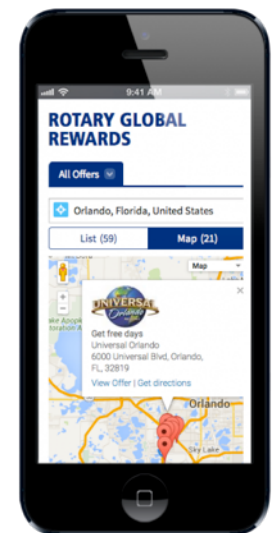 9:41 AM
ROTARY GLOBAL
REWARDS
All Offers
Orlando, Florida, United States
List (59)
Map (21)
Map
UNIVERSAL
Orlando
Get free days
Universal Orlando
6000 Universal Blvd, Orlando,
FL, 32819
View Offer | Get directions
Orlando
Sky Lake